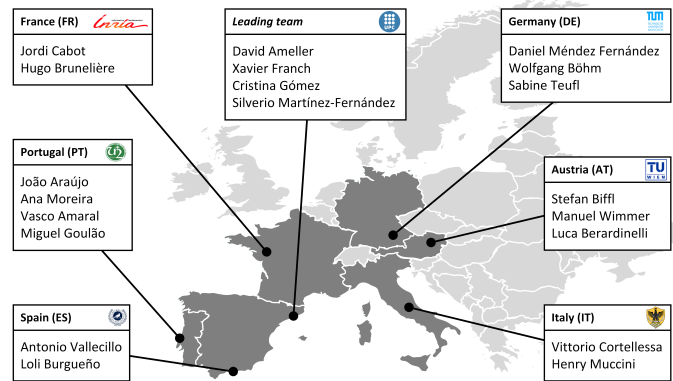 France (FR)
Inria
Jordi Cabot
Hugo Brunelière
Leading team
UPC
David Ameller
Xavier Franch
Cristina Gómez
Silverio Martínez-Fernández
Germany (DE)
TUM
Daniel Méndez Fernández
Wolfgang Böhm
Sabine Teufl
Portugal (PT)
João Araújo
Ana Moreira
Vasco Amaral
Miguel Goulão
Austria (AT)
TU
WIEN
Stefan Biffl
Manuel Wimmer
Luca Berardinelli
Spain (ES)
Antonio Vallecillo
Loli Burgueño
Italy (IT)
Vittorio Cortellessa
Henry Muccini